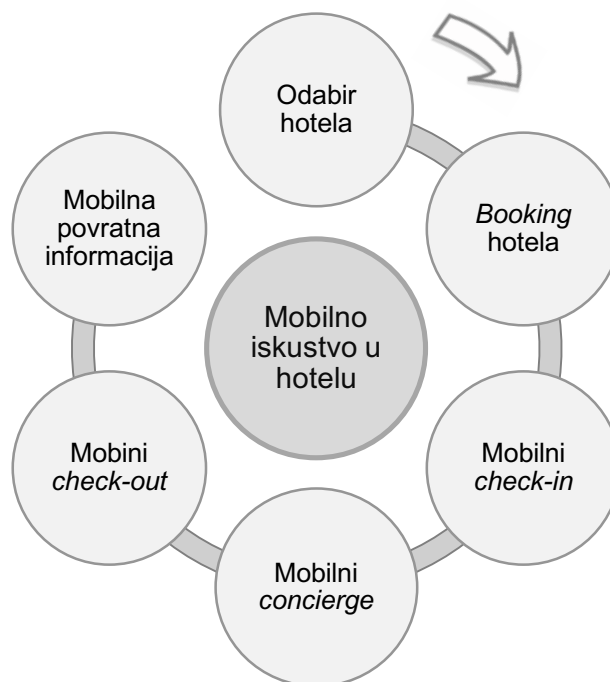 Odabir
hotela
Booking
hotela
Mobilni
check-in
Mobilni
concierge
Mobini
check-out
Mobilna
povratna
informacija
Mobilno
iskustvo u
hotelu